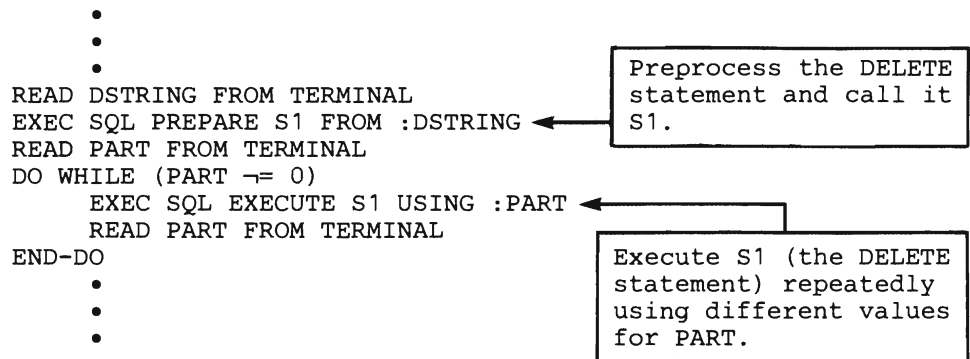 •
•
•
READ DSTRING FROM TERMINAL
EXEC SQL PREPARE S1 FROM :DSTRING
READ PART FROM TERMINAL
DO WHILE (PART ¬= 0)
EXEC SQL EXECUTE S1 USING :PART
READ PART FROM TERMINAL
END-DO
•
•
•
Preprocess the DELETE
statement and call it
S1.
Execute S1 (the DELETE
statement) repeatedly
using different values
for PART.